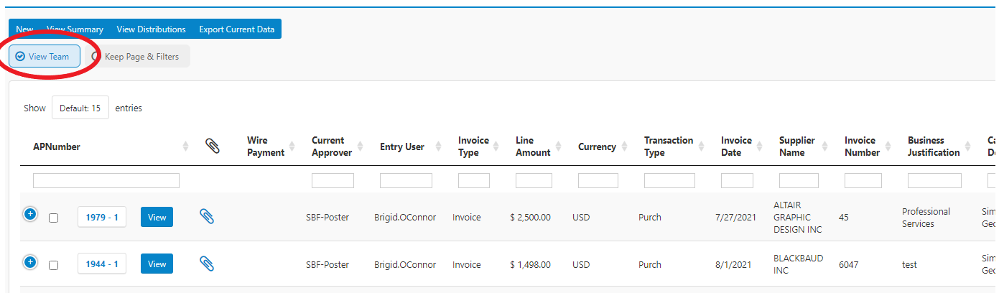 New View Summary View Distributions Export Current Data
View Team Keep Page & Filters
Show Default: 15 entries
APNumber Wire Payment Current Approver Entry User Invoice Type Line Amount Currency Transaction Type Invoice Date Supplier Name Invoice Number Business Justification
1979 - 1 View SBF-Poster Brigid.OConnor Invoice $ 2,500.00 USD Purch 7/27/2021 ALTAIR GRAPHIC DESIGN INC 45 Professional Services
1944 - 1 View SBF-Poster Brigid.OConnor Invoice $ 1,498.00 USD Purch 8/1/2021 BLACKBAUD INC 6047 test